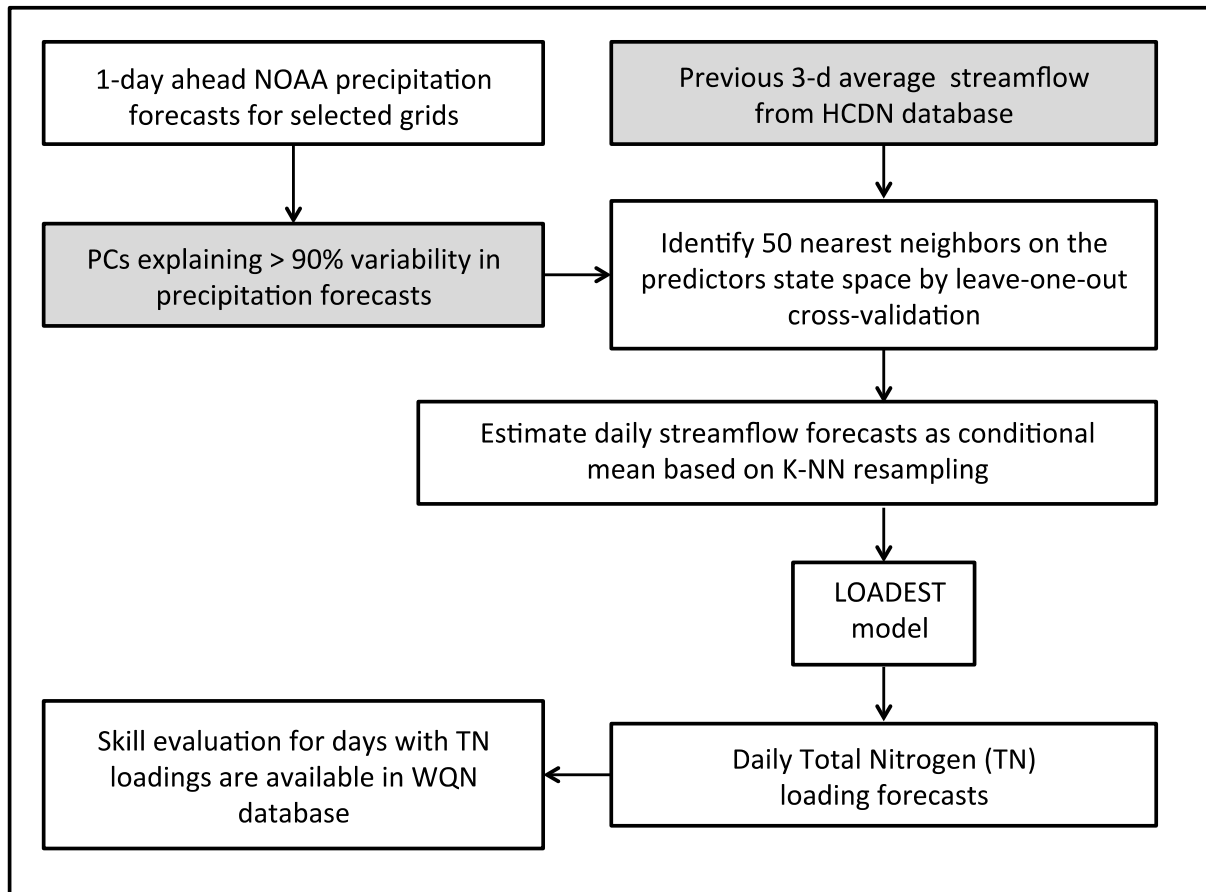 1-day ahead NOAA precipitation
forecasts for selected grids
Previous 3-d average streamflow
from HCDN database
PCs explaining > 90% variability in
precipitation forecasts
Identify 50 nearest neighbors on the
predictors state space by leave-one-out
cross-validation
Estimate daily streamflow forecasts as conditional
mean based on K-NN resampling
LOADEST
model
Daily Total Nitrogen (TN)
loading forecasts
Skill evaluation for days with TN
loadings are available in WQN
database